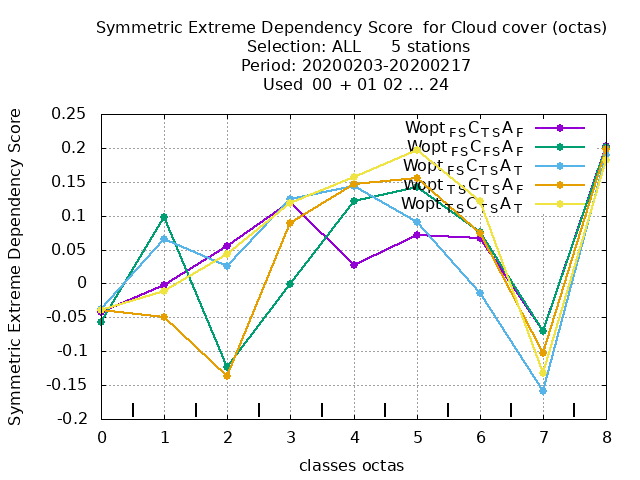 Symmetric Extreme Dependency Score  for Cloud cover (octas)
Selection: ALL      5 stations
Period: 20200203-20200217
Used  00 + 01 02 ... 24
Symmetric Extreme Dependency Score
0.25
0.2
0.15
0.1
0.05
0
-0.05
-0.1
-0.15
-0.2
Wopt FS C TS A F
Wopt FS C FS A F
Wopt FS C TS A T
Wopt TS C TS A F
Wopt TS C TS A T
0 1 2 3 4 5 6 7 8
classes octas